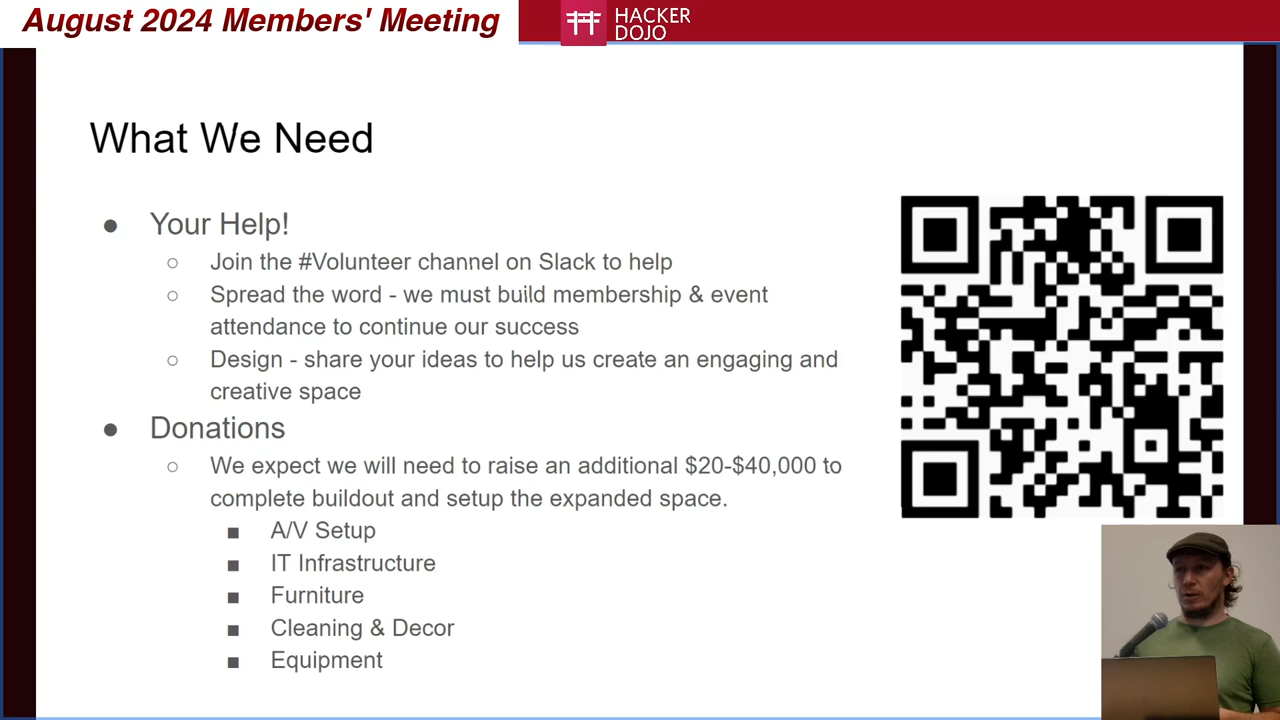 August 2024 Members' Meeting
HACKER
DOJO
What We Need
● Your Help!
○ Join the #Volunteer channel on Slack to help
○ Spread the word - we must build membership & event
attendance to continue our success
○ Design - share your ideas to help us create an engaging and
creative space
● Donations
○ We expect we will need to raise an additional $20-$40,000 to
complete buildout and setup the expanded space.
■ A/V Setup
■ IT Infrastructure
■ Furniture
■ Cleaning & Decor
■ Equipment